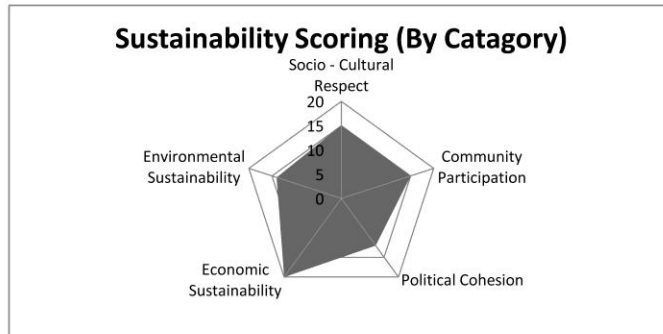 Sustainability Scoring (By Catagory)
Socio - Cultural
Respect
20
15
10
5
0
Environmental
Sustainability
Community
Participation
Economic
Sustainability
Political Cohesion